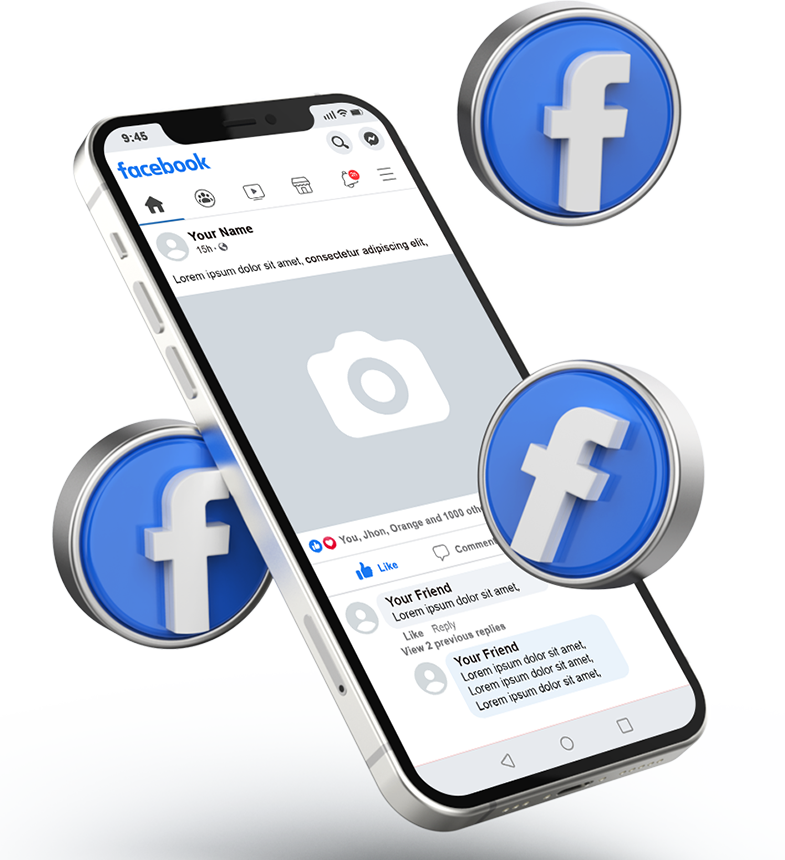 9:45
facebook
Your Name
15h ·
Lorem ipsum dolor sit amet, consectetur adipiscing elit,
You, Jhon, Orange and 1000
Like
Your Friend
Lorem ipsum dolor sit amet,
Like Reply
View 2 previous replies
Your Friend
Lorem ipsum dolor sit amet,
Lorem ipsum dolor sit amet,
Lorem ipsum dolor sit amet,